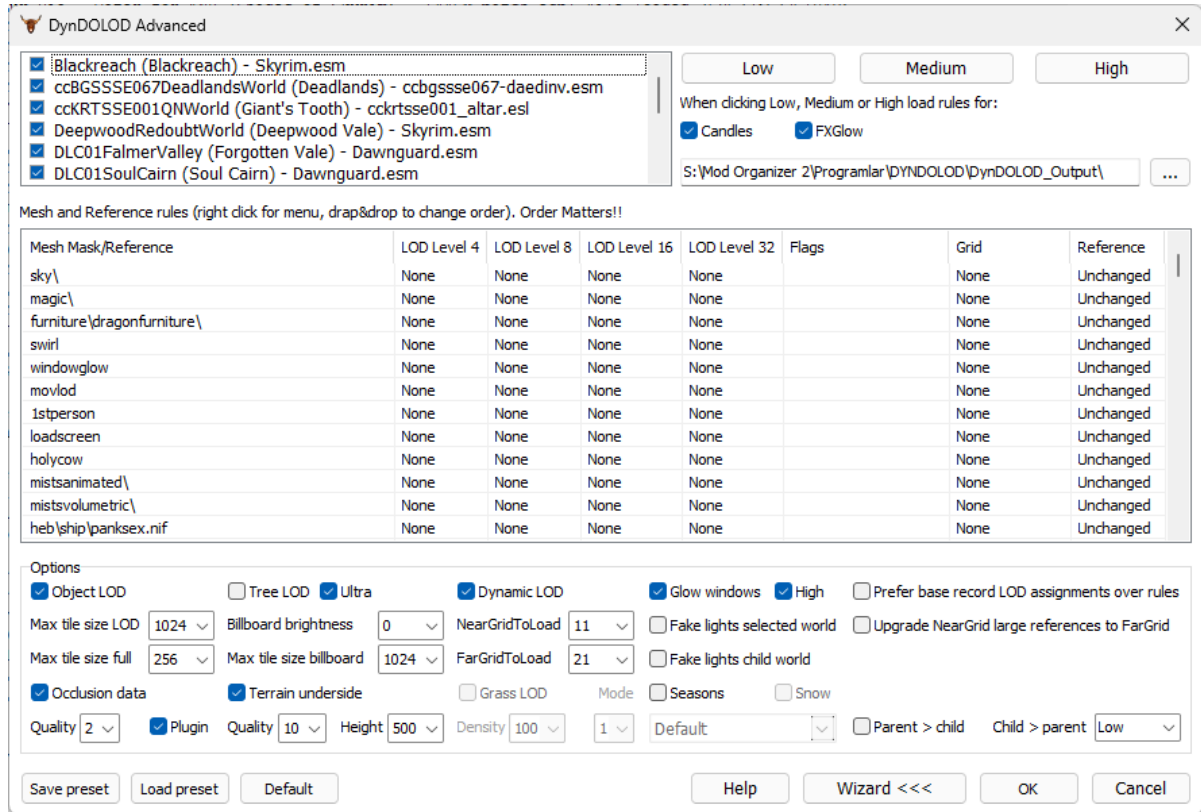 DynDOLOD Advanced
Blackreach (Blackreach) - Skyrim.esm
ccBGSSSE067DeadlandsWorld (Deadlands) - ccbgssse067-daedinv.esm
ccKRTSSE001QNWorld (Giant's Tooth) - cckrtsse001_altar.esl
DeepwoodRedoubtWorld (Deepwood Vale) - Skyrim.esm
DLC01FalmerValley (Forgotten Vale) - Dawnguard.esm
DLC01SoulCairn (Soul Cairn) - Dawnguard.esm
Low Medium High
When clicking Low, Medium or High load rules for:
Candles FXGlow
S:\Mod Organizer 2\Programlar\DYNDOLOD\DynDOLOD_Output\ ...
Mesh and Reference rules (right click for menu, drap&drop to change order). Order Matters!!
Mesh Mask/Reference LOD Level 4 LOD Level 8 LOD Level 16 LOD Level 32 Flags Grid Reference
sky\ None None None None None Unchanged
magic\ None None None None None Unchanged
furniture\dragonfurniture\ None None None None None Unchanged
swirl None None None None None Unchanged
windowglow None None None None None Unchanged
movlod None None None None None Unchanged
1stperson None None None None None Unchanged
loadscreen None None None None None Unchanged
holycow None None None None None Unchanged
mistsanimated\ None None None None None Unchanged
mistsvolumetric\ None None None None None Unchanged
heb\ship\panksex.nif None None None None None Unchanged
Options
Object LOD Tree LOD Ultra Dynamic LOD Glow windows High Prefer base record LOD assignments over rules
Max tile size LOD 1024 Billboard brightness 0 NearGridToLoad 11 Fake lights selected world Upgrade NearGrid large references to FarGrid
Max tile size full 256 Max tile size billboard 1024 FarGridToLoad 21 Fake lights child world
Occlusion data Terrain underside Grass LOD Mode Seasons Snow
Quality 2 Plugin Quality 10 Height 500 Density 100 1 Default Parent > child Child > parent Low
Save preset Load preset Default Help Wizard <<< OK Cancel